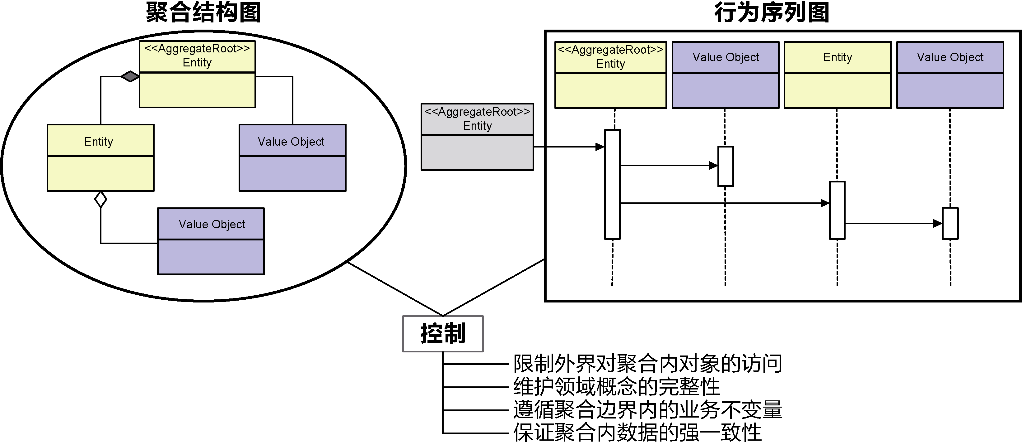 聚合结构图
行为序列图
<<AggregateRoot>>
Entity
Entity
Value Object
Value Object
<<AggregateRoot>>
Entity
<<AggregateRoot>>
Entity
Value Object
Entity
Value Object
控制
限制外界对聚合内对象的访问
维护领域概念的完整性
遵循聚合边界内的业务不变量
保证聚合内数据的强一致性